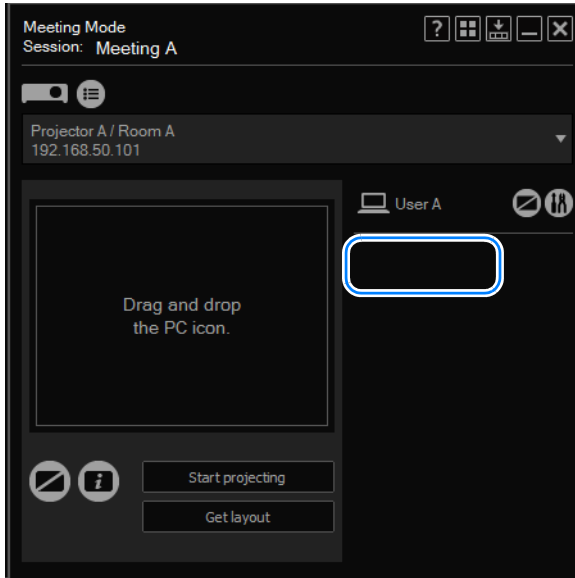 Meeting Mode
Session: Meeting A
?
Projector A / Room A
192.168.50.101
User A
Drag and drop
the PC icon.
i
Start projecting
Get layout